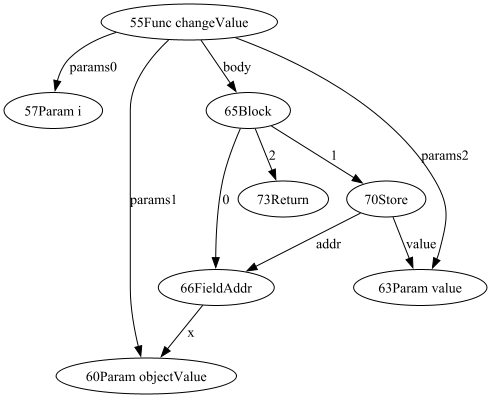 55Func changeValue
params0
body
57Param i
65Block
2
1
params2
params1
0
73Return
70Store
addr
value
66FieldAddr
63Param value
x
60Param objectValue